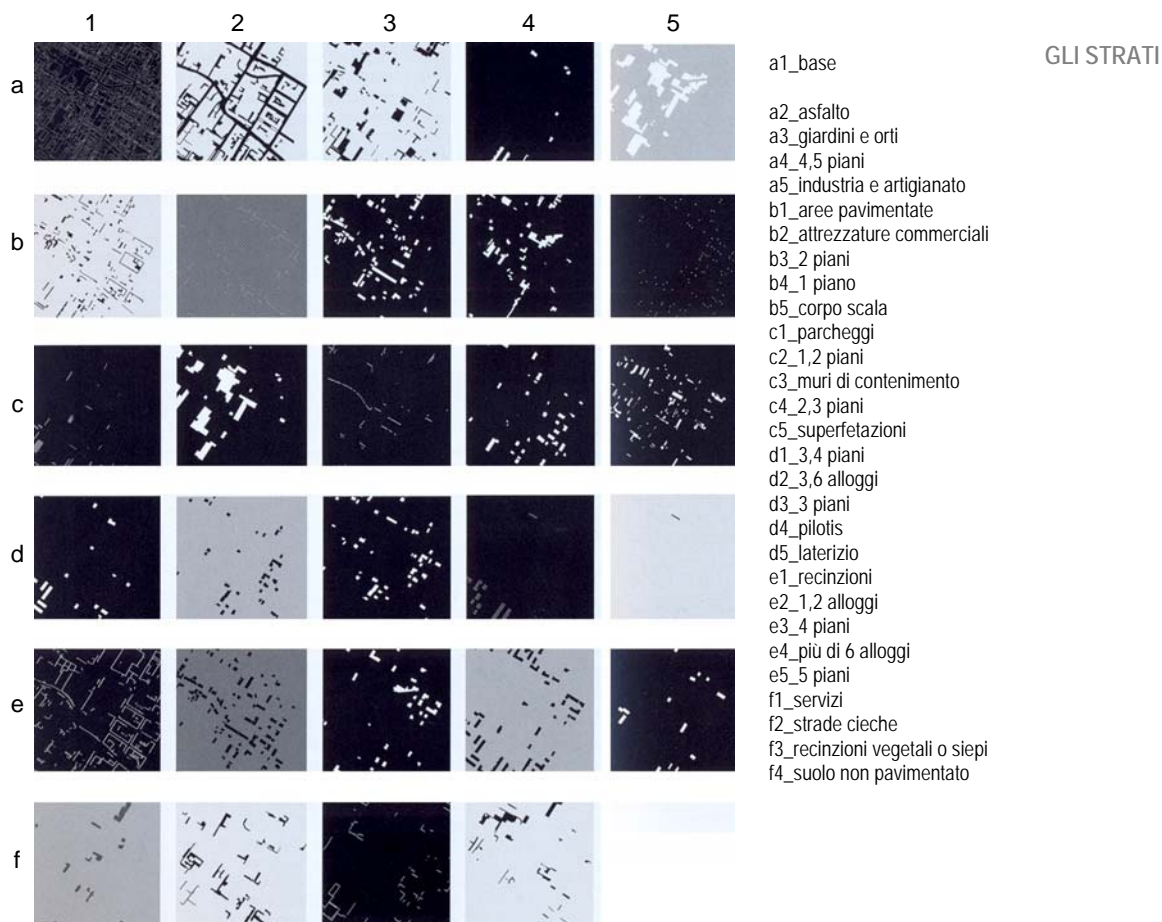 1 2 3 4 5
a
b
c
d
e
f
GLI STRATI
a1_base
a2_asfalto
a3_giardini e orti
a4_4,5 piani
a5_industria e artigianato
b1_aree pavimentate
b2_attrezzature commerciali
b3_2 piani
b4_1 piano
b5_corpo scala
c1_parcheggi
c2_1,2 piani
c3_muri di contenimento
c4_2,3 piani
c5_superfetazioni
d1_3,4 piani
d2_3,6 alloggi
d3_3 piani
d4_pilotis
d5_laterizio
e1_recinzioni
e2_1,2 alloggi
e3_4 piani
e4_più di 6 alloggi
e5_5 piani
f1_servizi
f2_strade cieche
f3_recinzioni vegetali o siepi
f4_suolo non pavimentato